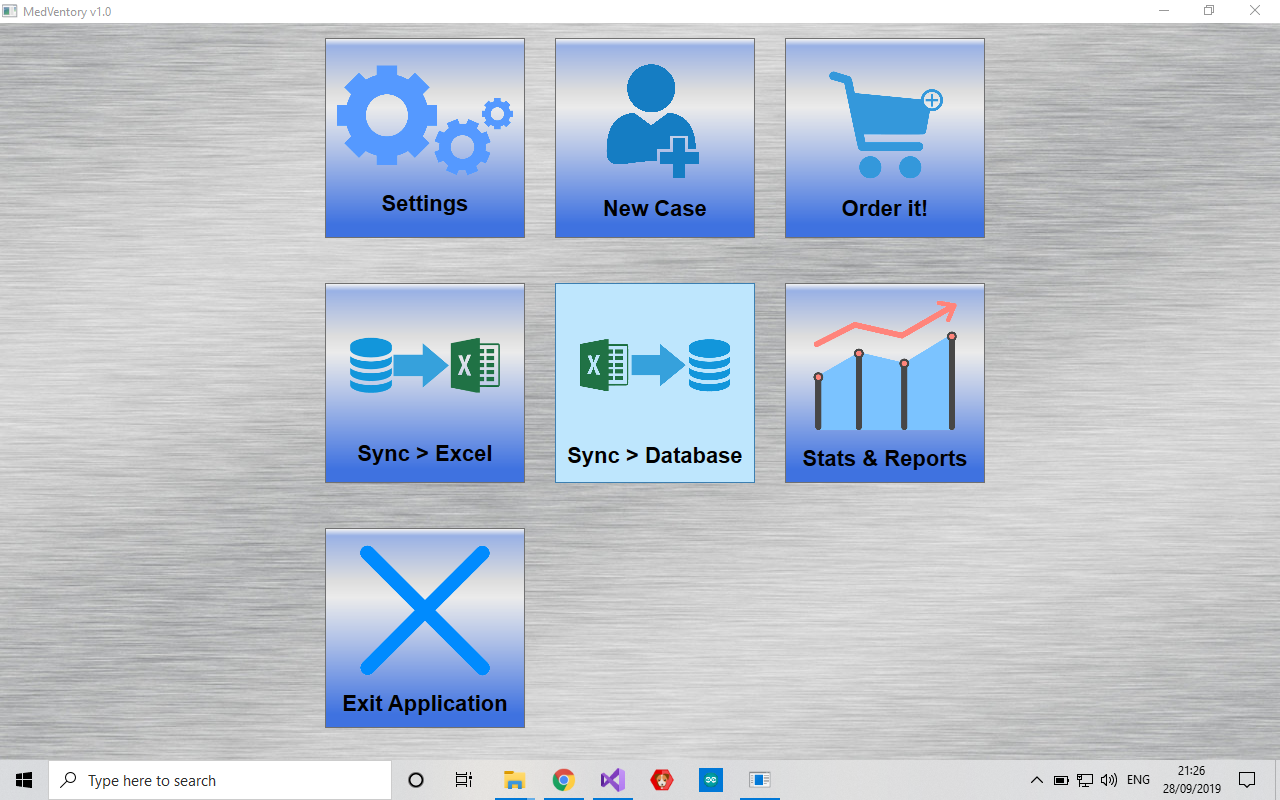 MedVentory v1.0
Settings
New Case
Order it!
Sync > Excel
Sync > Database
Stats & Reports
Exit Application
Type here to search
ENG
21:26
28/09/2019